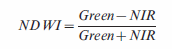 NDWI = (Green−NIR)/(Green+NIR)